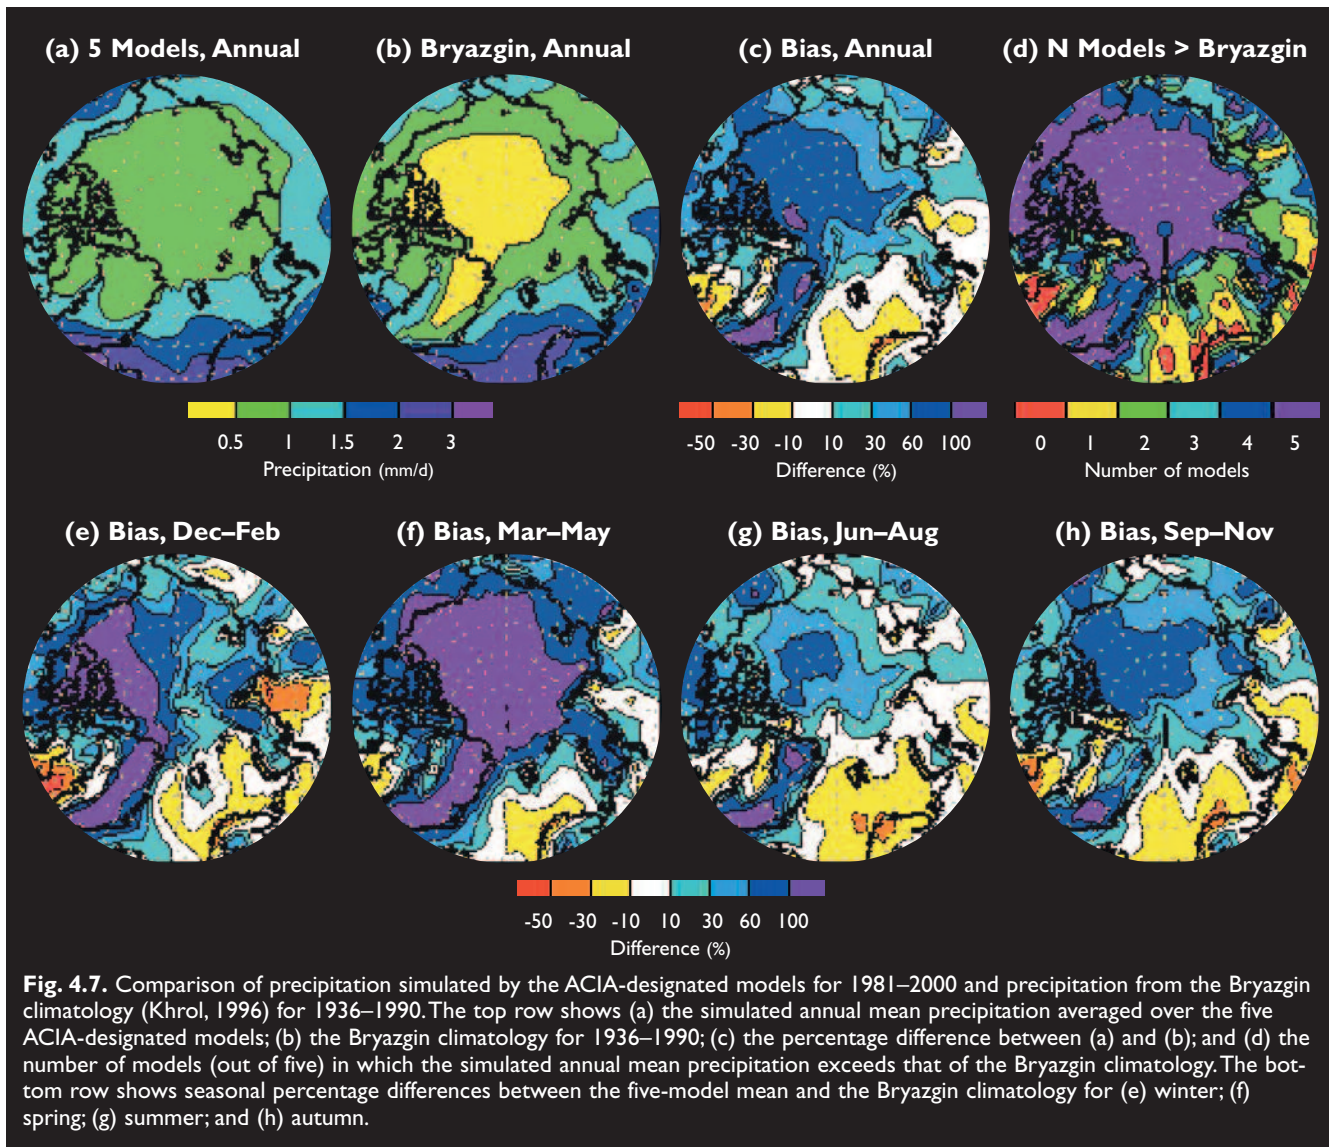 (a) 5 Models, Annual
(b) Bryazgin, Annual
(c) Bias, Annual
(d) N Models > Bryazgin
0.5 1 1.5 2 3
Precipitation (mm/d)
-50 -30 -10 10 30 60 100
Difference (%)
0 1 2 3 4 5
Number of models
(e) Bias, Dec–Feb
(f) Bias, Mar–May
(g) Bias, Jun–Aug
(h) Bias, Sep–Nov
-50 -30 -10 10 30 60 100
Difference (%)
Fig. 4.7. Comparison of precipitation simulated by the ACIA-designated models for 1981–2000 and precipitation from the Bryazgin
climatology (Khrol, 1996) for 1936–1990. The top row shows (a) the simulated annual mean precipitation averaged over the five
ACIA-designated models; (b) the Bryazgin climatology for 1936–1990; (c) the percentage difference between (a) and (b); and (d) the
number of models (out of five) in which the simulated annual mean precipitation exceeds that of the Bryazgin climatology. The bot-
tom row shows seasonal percentage differences between the five-model mean and the Bryazgin climatology for (e) winter; (f)
spring; (g) summer; and (h) autumn.